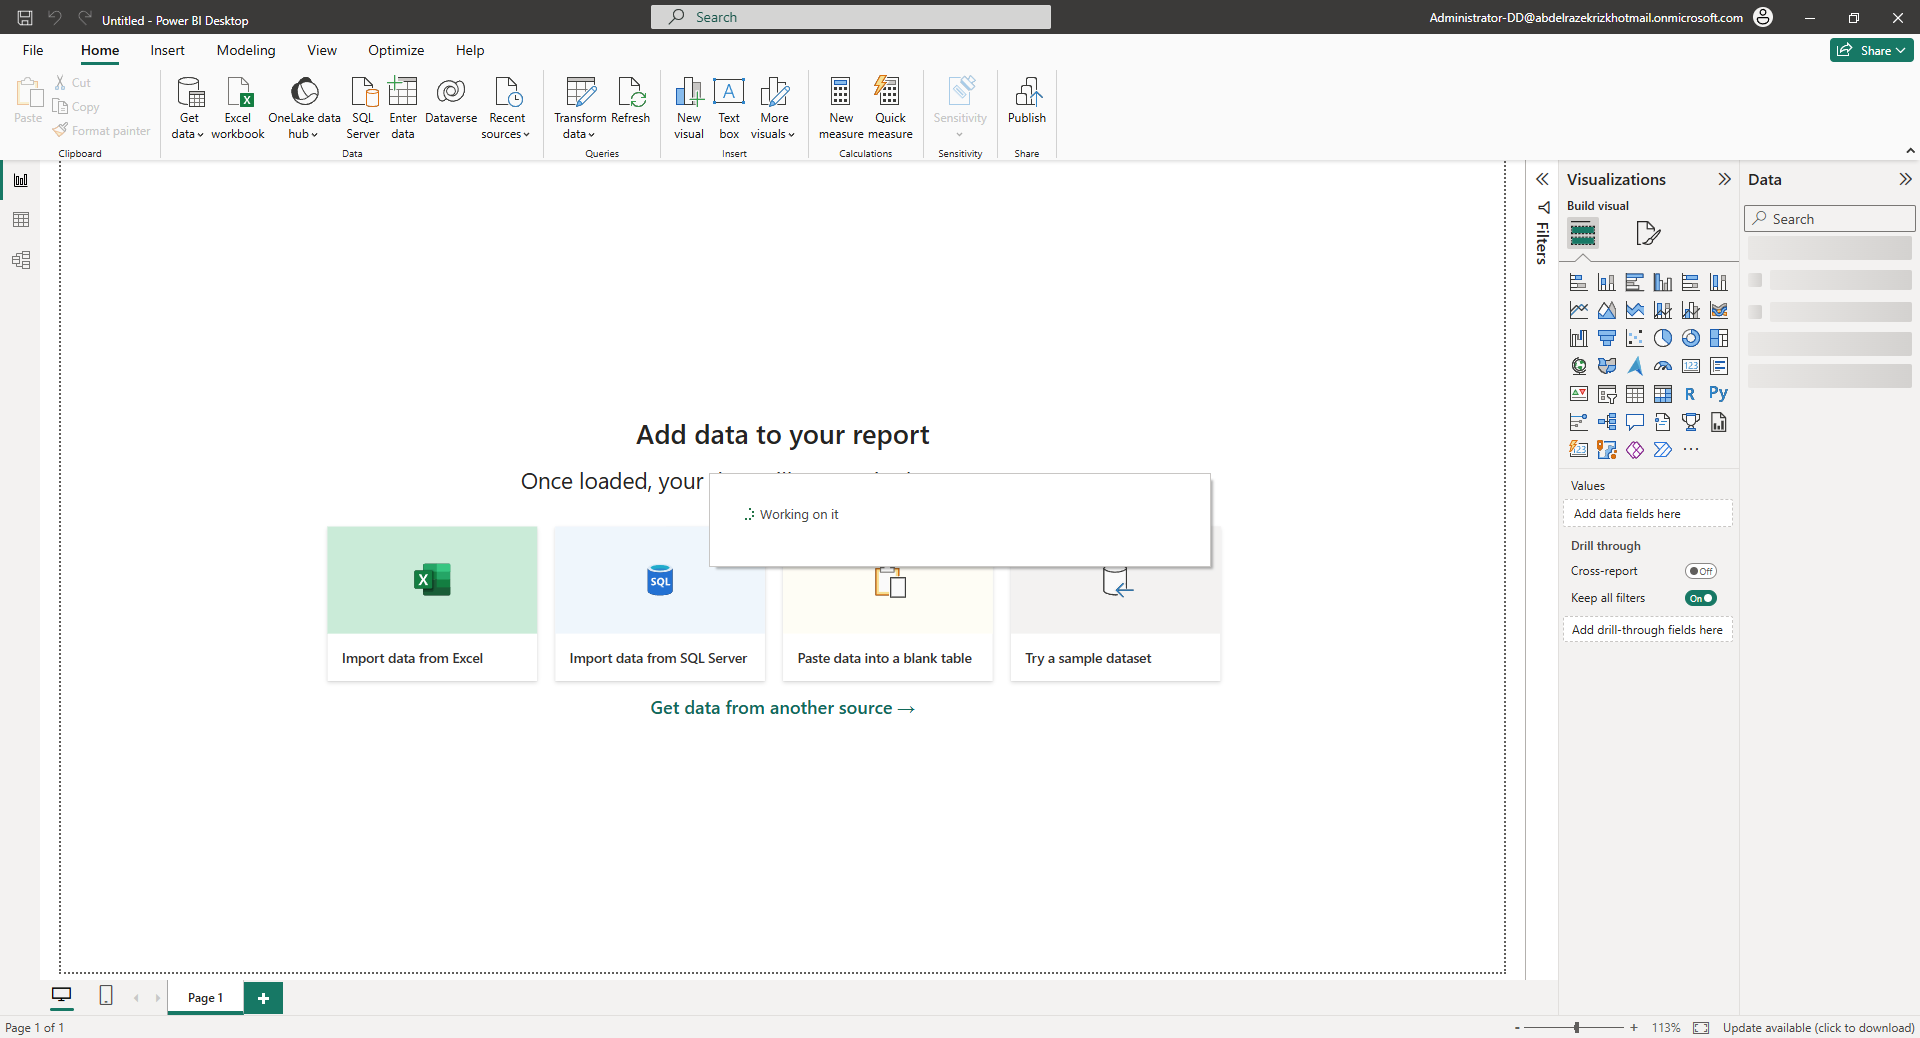 Untitled - Power BI Desktop
Search
Administrator-DD@abdelrazekrizkhotmail.onmicrosoft.com
File Home Insert Modeling View Optimize Help
Share
Paste
Cut
Copy
Format painter
Clipboard
Get data
Excel workbook
OneLake data hub
SQL Server
Enter data
Dataverse
Recent sources
Data
Transform data
Refresh
Queries
New visual
Text box
More visuals
Insert
New measure
Quick measure
Calculations
Sensitivity
Sensitivity
Publish
Share
Filters
Visualizations
Build visual
R
Py
123
123
Values
Add data fields here
Drill through
Cross-report
Off
Keep all filters
On
Add drill-through fields here
Data
Search
Add data to your report
Once loaded, your
Working on it
X
SQL
Import data from Excel
Import data from SQL Server
Paste data into a blank table
Try a sample dataset
Get data from another source →
Page 1
Page 1 of 1
- + 113%
Update available (click to download)